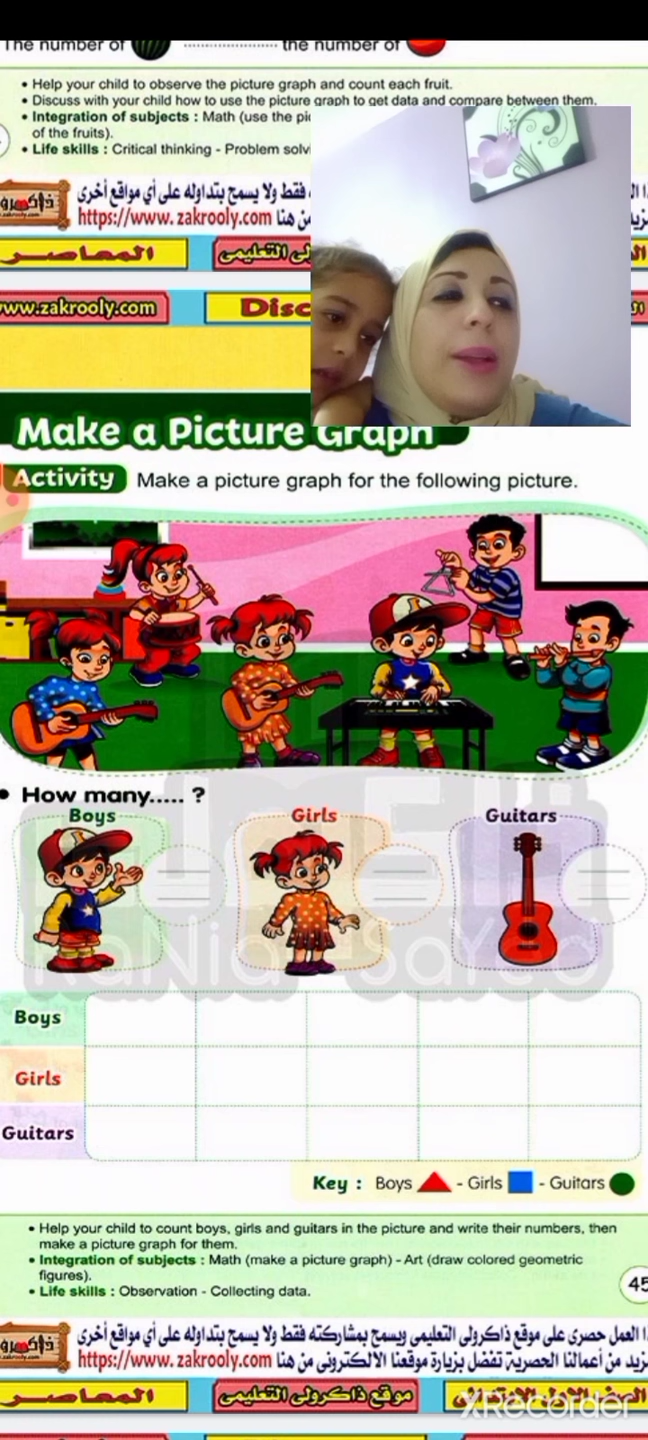 The number of ........................... the number of
• Help your child to observe the picture graph and count each fruit.
• Discuss with your child how to use the picture graph to get data and compare between them.
• Integration of subjects : Math (use the
of the fruits).
• Life skills : Critical thinking - Problem
فقط ولا يسمح بتداوله على أي مواقع أخرى
https://www. zakrooly.com من هنا
المعاصر
التعليمى
www.zakrooly.com
Make a Picture Graph
Activity Make a picture graph for the following picture.
• How many..... ?
Boys Girls Guitars
RaNia ElSaYed
Boys
Girls
Guitars
Key : Boys - Girls - Guitars
• Help your child to count boys, girls and guitars in the picture and write their numbers, then
make a picture graph for them.
• Integration of subjects : Math (make a picture graph) - Art (draw colored geometric
figures).
• Life skills : Observation - Collecting data.
45
العمل حصرى على موقع ذاكرولى التعليمى ويسمح بمشاركته فقط ولا يسمح بتداوله على أي مواقع أخرى
من أعمالنا الحصرية تفضل بزيارة موقعنا الالكترونى من هنا https://www. zakrooly.com
المعاصر موقع ذاكرولى التعليمى الصف الاول الابتدائى
XRecorder